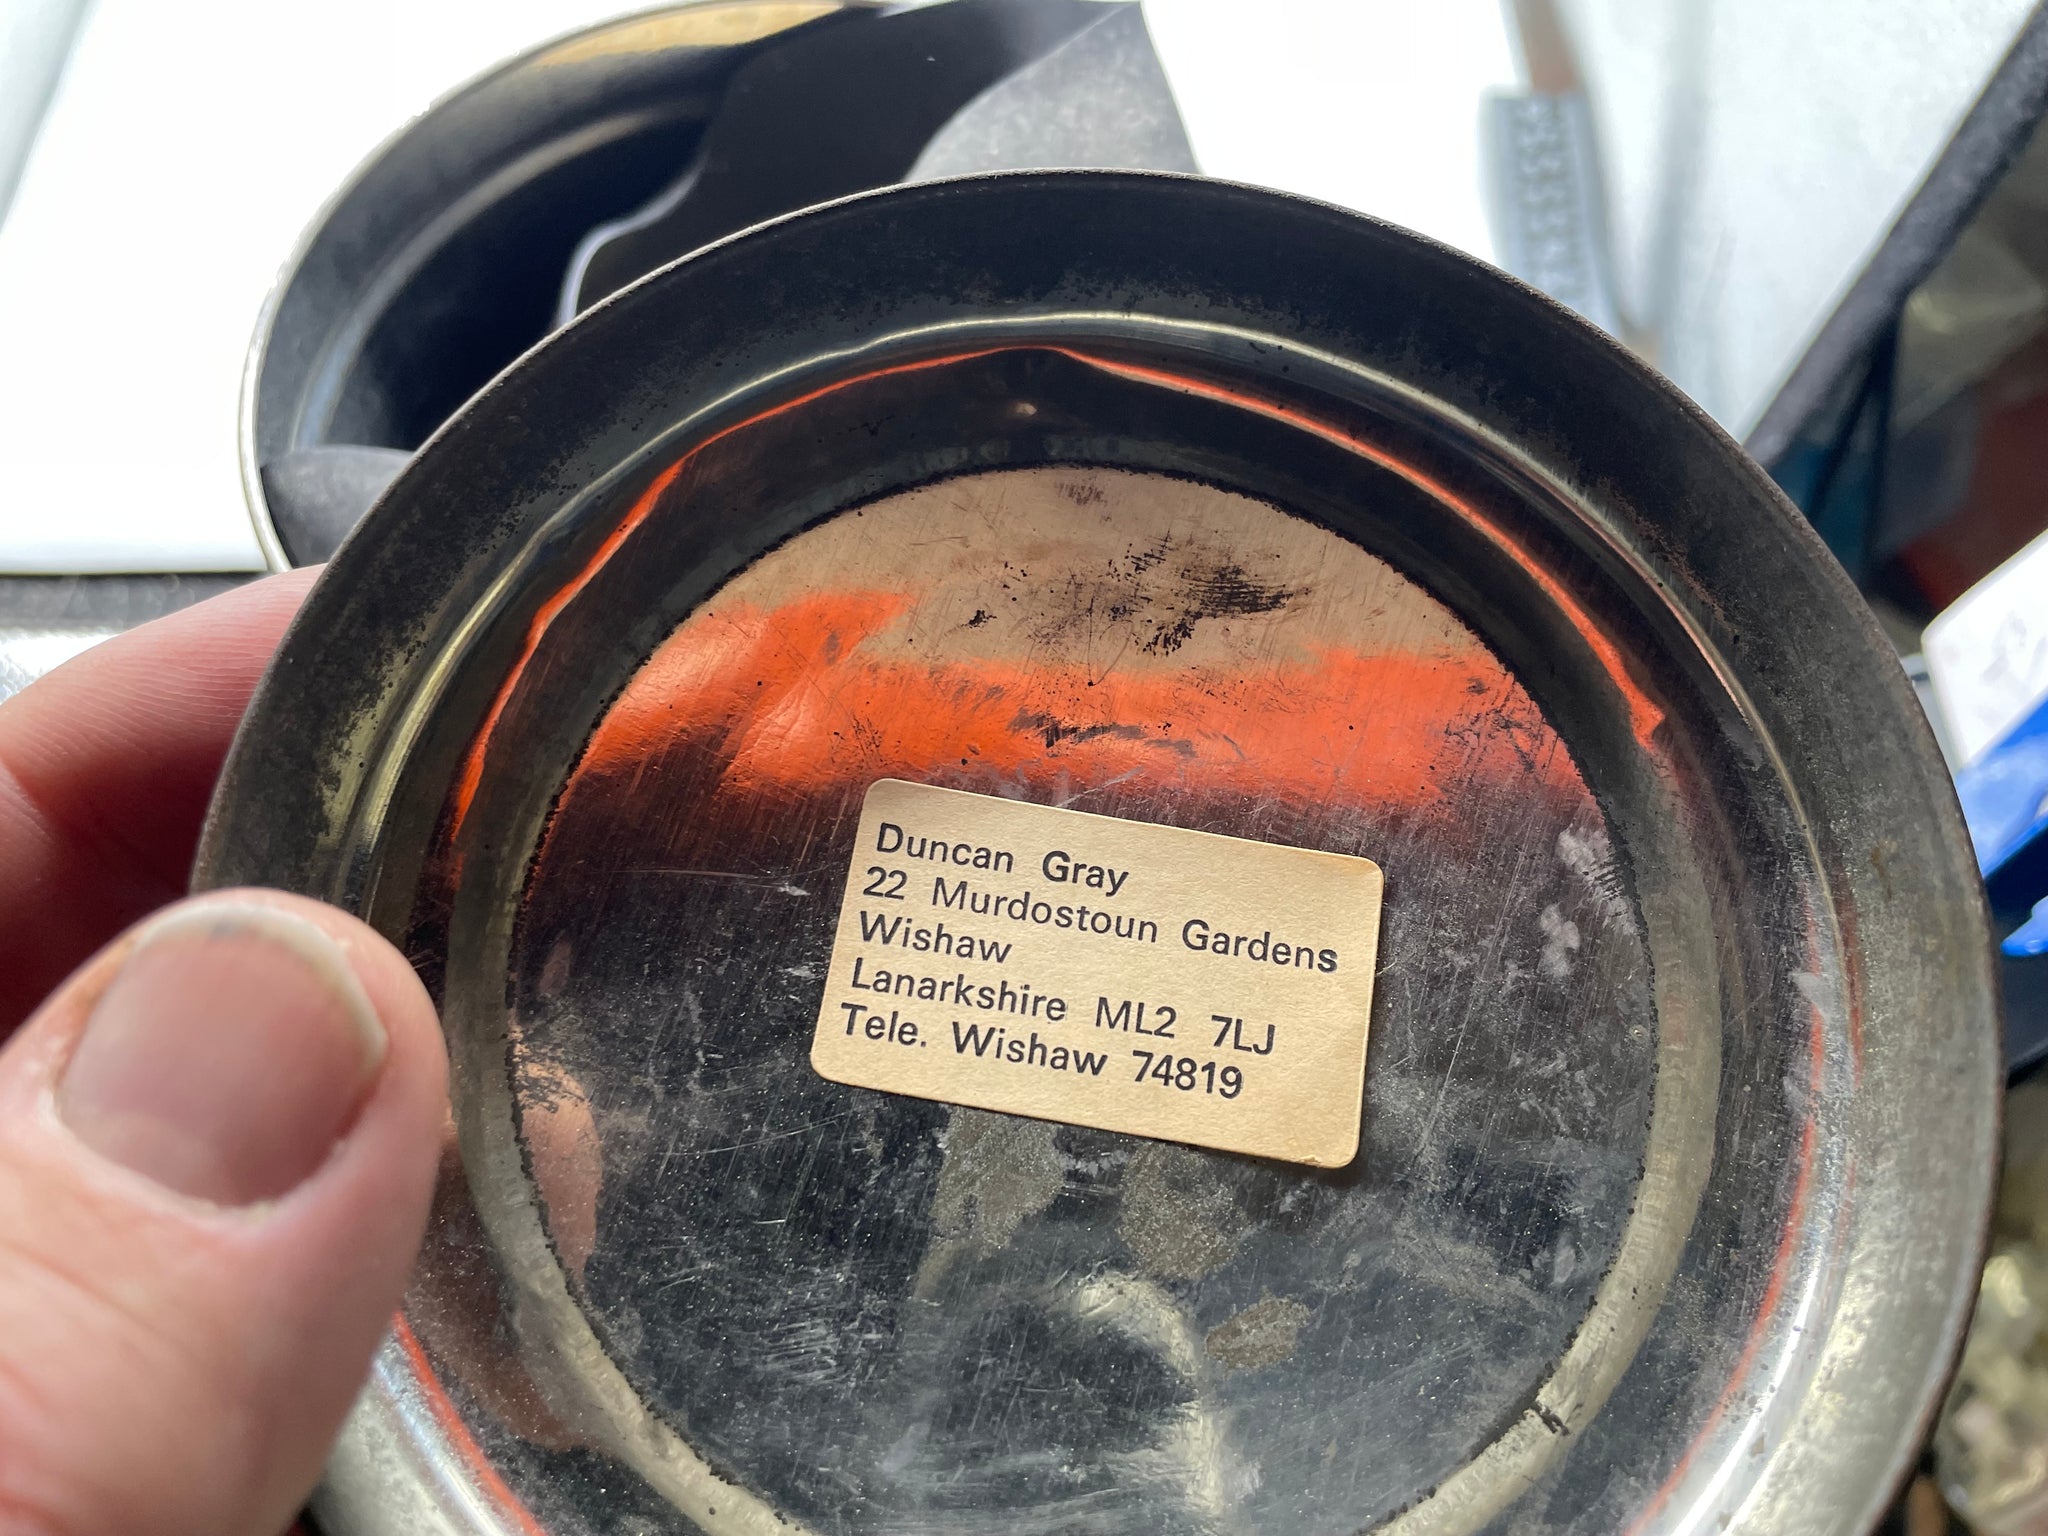 Duncan Gray
22 Murdostoun Gardens
Wishaw
Lanarkshire ML2 7LJ
Tele. Wishaw 74819